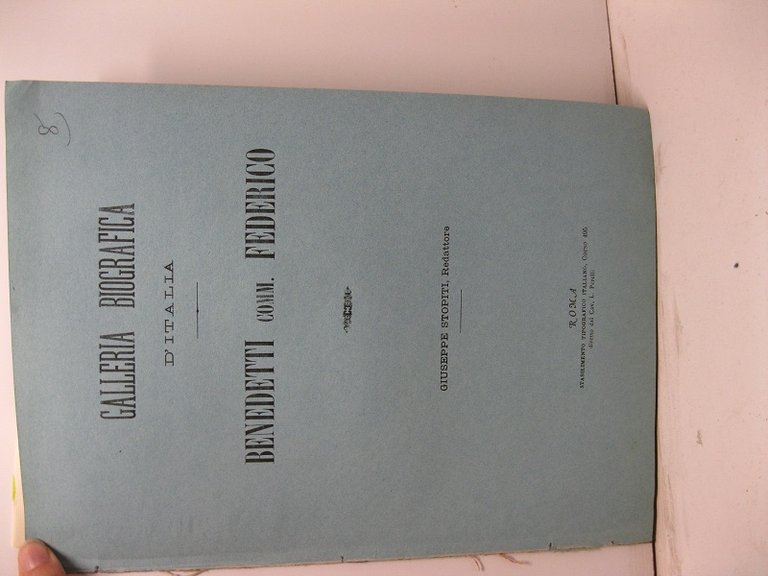 8
GALLERIA BIOGRAFICA
D'ITALIA
BENEDETTI COMM. FEDERICO
GIUSEPPE STOPITI, Redattore
ROMA
STABILIMENTO TIPOGRAFICO ITALIANO, Corso 466
diretto dal Cav. L. Perelli